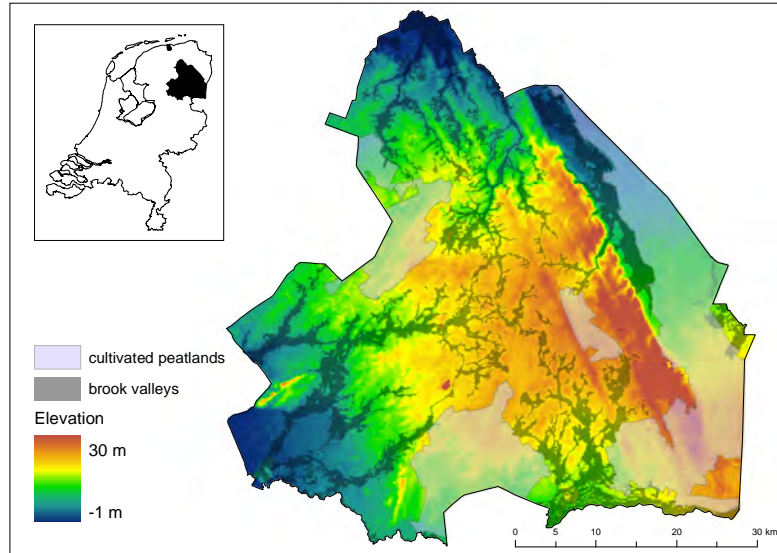 cultivated peatlands
brook valleys
Elevation
30 m
-1 m
0 5 10 20 30 km